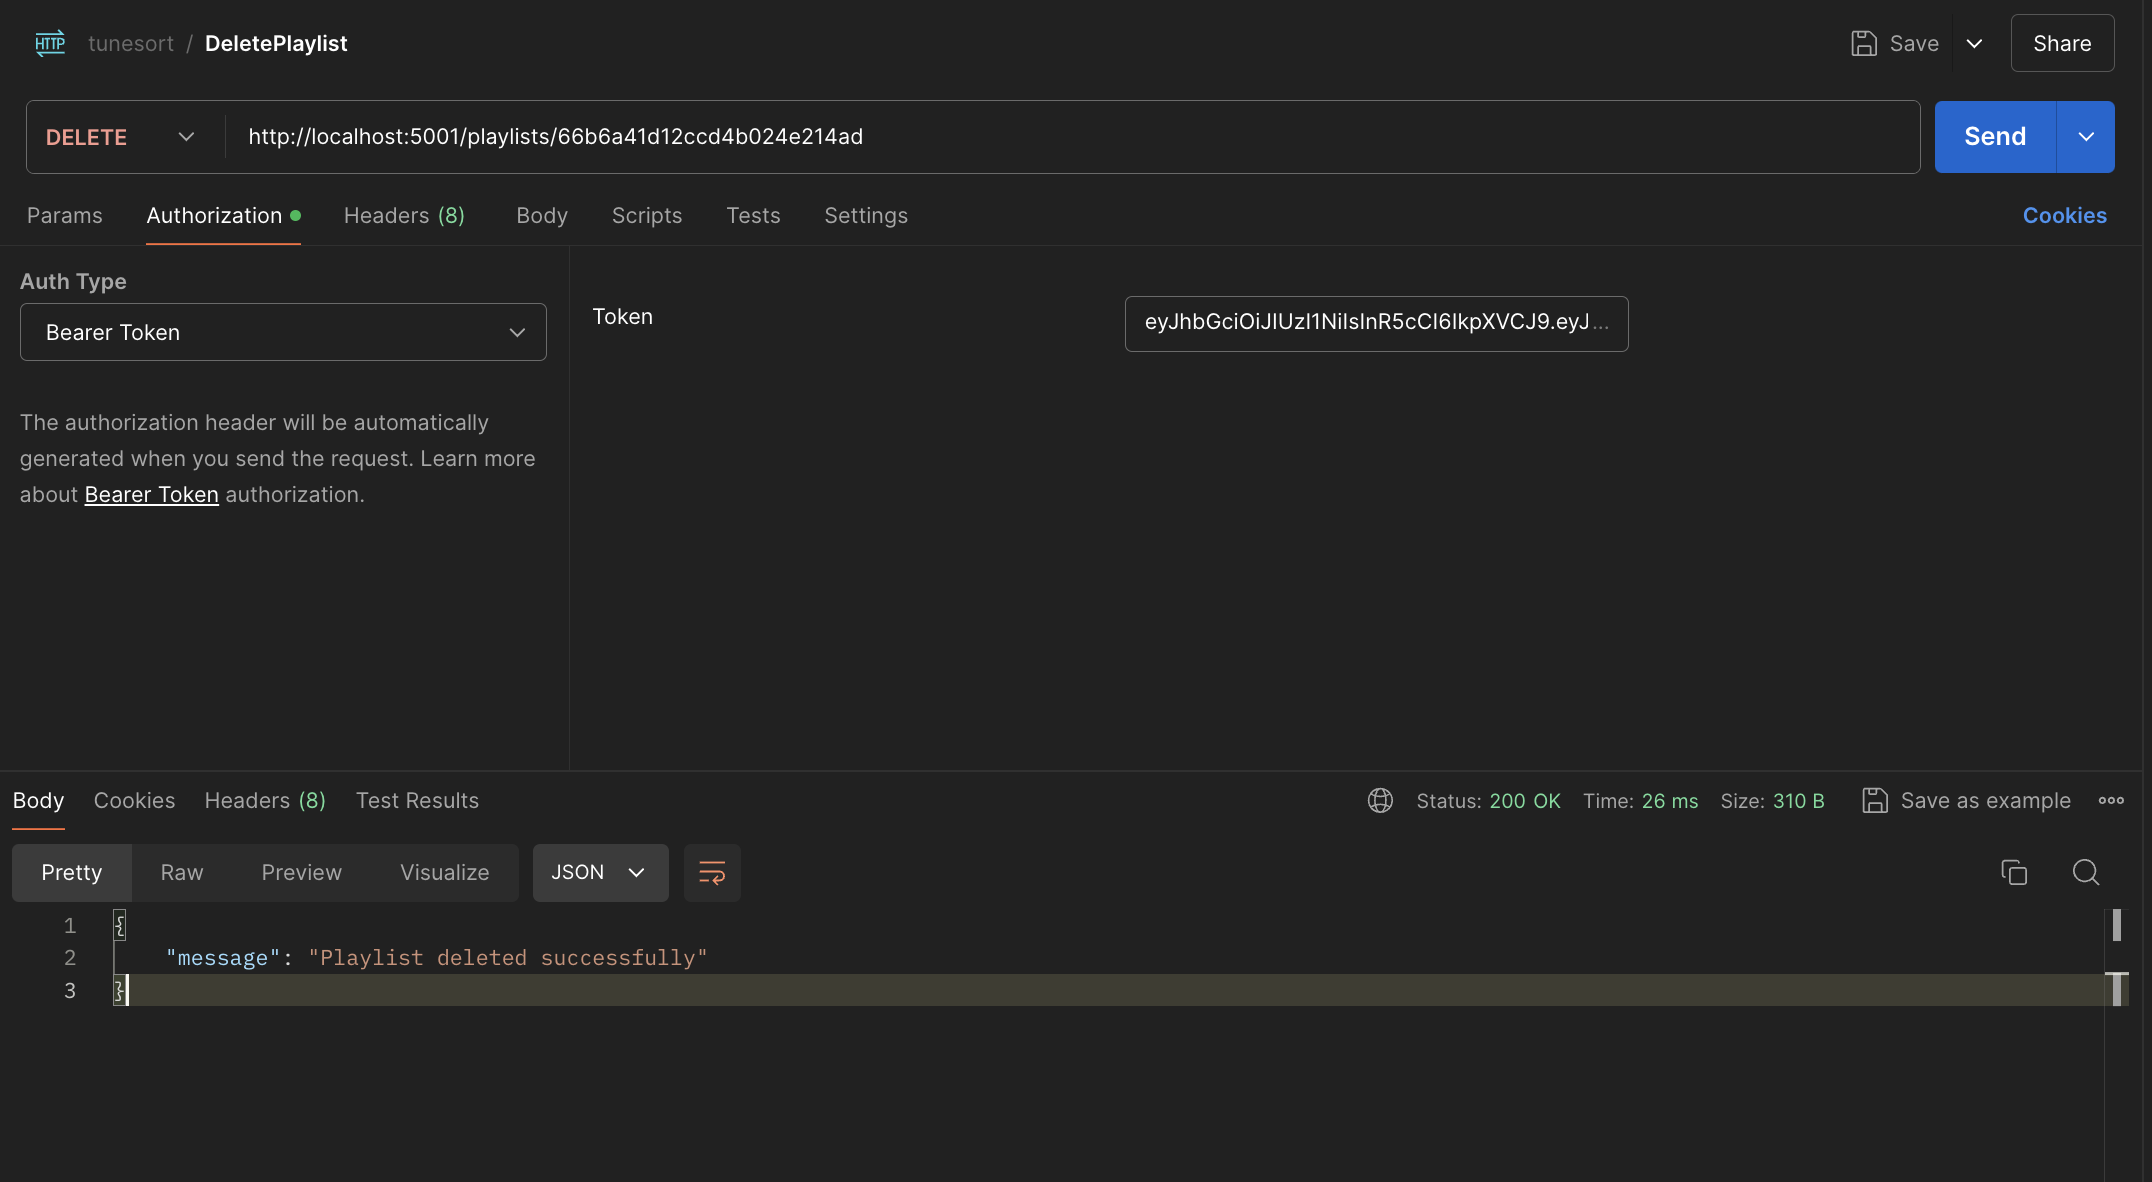 HTTP tunesort / DeletePlaylist Save Share
DELETE http://localhost:5001/playlists/66b6a41d12ccd4b024e214ad Send
Params Authorization Headers (8) Body Scripts Tests Settings Cookies
Auth Type
Bearer Token
Token eyJhbGciOiJIUzI1NiIsInR5cCI6IkpXVCJ9.eyJ...
The authorization header will be automatically
generated when you send the request. Learn more
about Bearer Token authorization.
Body Cookies Headers (8) Test Results Status: 200 OK Time: 26 ms Size: 310 B Save as example
Pretty Raw Preview Visualize JSON
1 {
2 "message": "Playlist deleted successfully"
3 }